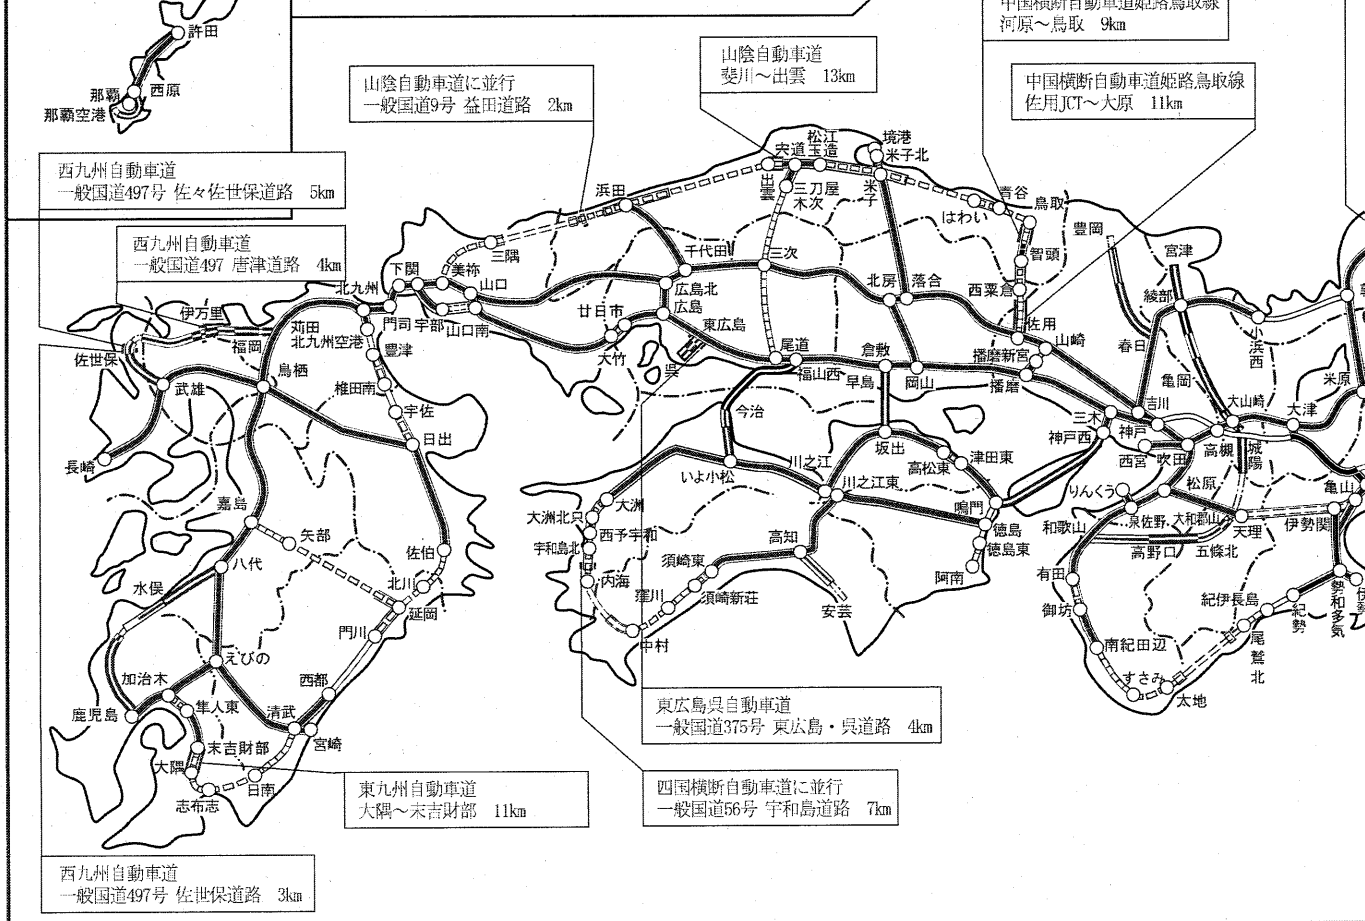 許田
那覇
西原
那覇空港
中国横断自動車道姫路鳥取線
河原～鳥取 9km
山陰自動車道
斐川～出雲 13km
山陰自動車道に並行
一般国道9号 益田道路 2km
中国横断自動車道姫路鳥取線
佐用JCT～大原 11km
西九州自動車道
一般国道497号 佐々佐世保道路 5km
西九州自動車道
一般国道497 唐津道路 4km
境港
米子北
松江
玉造
宍道
出雲
三刀屋
木次
米子
浜田
三隅
青谷
はわい
鳥取
智頭
西粟倉
佐用
豊岡
宮津
綾部
小浜西
敦
米原
千代田
三次
北房
落合
広島北
広島
東広島
呉
廿日市
大竹
尾道
福山西
倉敷
早島
岡山
播磨新宮
播磨
山崎
春日
亀岡
大山崎
大津
吉川
三木
神戸西
神戸
西宮
吹田
高槻
城陽
下関
美祢
山口
山口南
宇部
北九州
門司
苅田
北九州空港
豊津
椎田南
宇佐
日出
伊万里
福岡
佐世保
武雄
鳥栖
長崎
嘉島
矢部
八代
水俣
佐伯
北川
延岡
門川
えびの
加治木
鹿児島
隼人東
西都
清武
宮崎
末吉財部
大隅
志布志
日南
今治
いよ小松
川之江
川之江東
坂出
高松東
津田東
鳴門
徳島
徳島東
阿南
大洲
大洲北只
西予宇和
宇和島北
内海
中村
窪川
須崎東
須崎新荘
高知
安芸
りんくう
泉佐野
松原
大和郡山
天理
和歌山
高野口
五條北
亀山
伊勢関
有田
御坊
南紀田辺
すさみ
太地
紀伊長島
尾鷲北
紀勢
勢和多気
伊勢
東広島呉自動車道
一般国道375号 東広島・呉道路 4km
四国横断自動車道に並行
一般国道56号 宇和島道路 7km
東九州自動車道
大隅～末吉財部 11km
西九州自動車道
一般国道497号 佐世保道路 3km